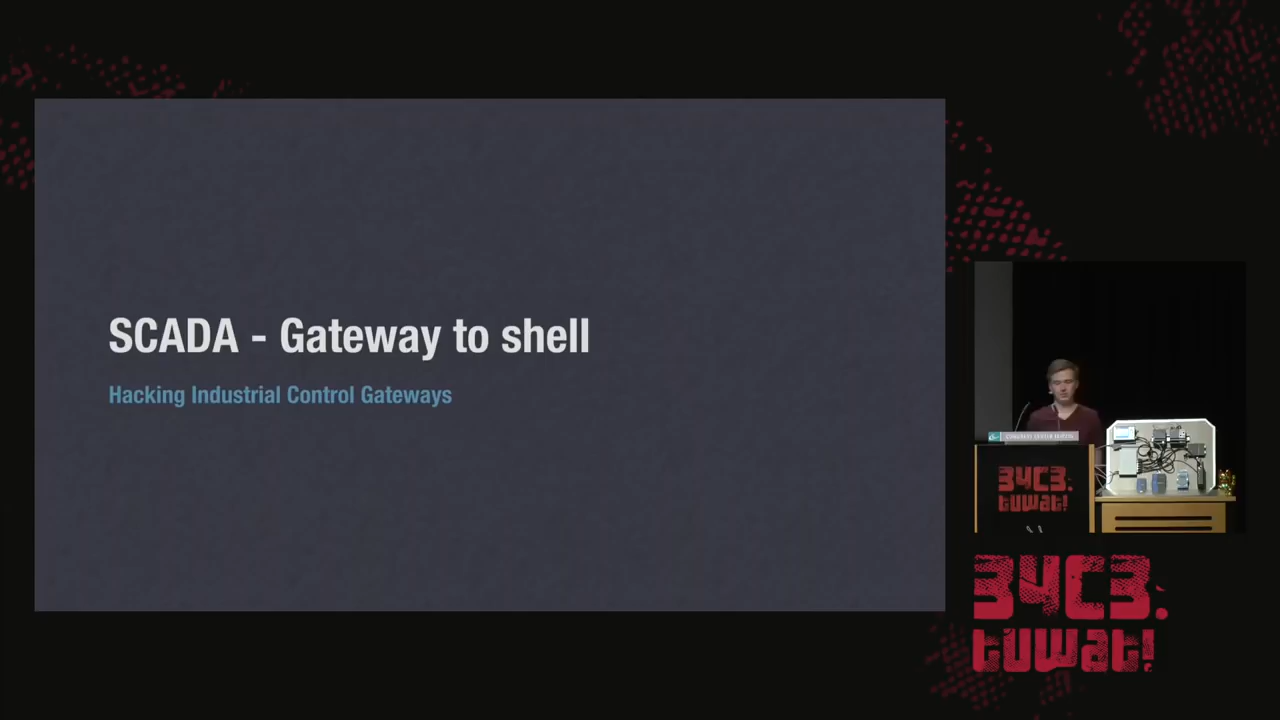 SCADA - Gateway to shell
Hacking Industrial Control Gateways
34C3.
tuwat!
34C3.
tuwat!